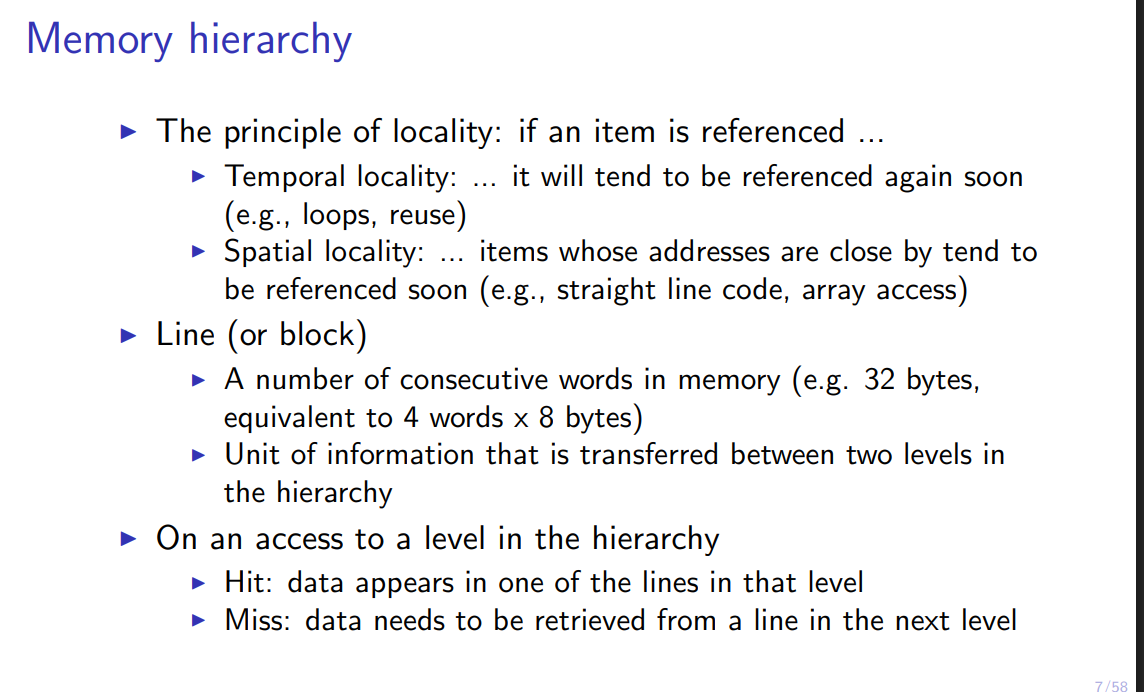 Memory hierarchy
▶ The principle of locality: if an item is referenced ...
▶ Temporal locality: ... it will tend to be referenced again soon
(e.g., loops, reuse)
▶ Spatial locality: ... items whose addresses are close by tend to
be referenced soon (e.g., straight line code, array access)
▶ Line (or block)
▶ A number of consecutive words in memory (e.g. 32 bytes,
equivalent to 4 words x 8 bytes)
▶ Unit of information that is transferred between two levels in
the hierarchy
▶ On an access to a level in the hierarchy
▶ Hit: data appears in one of the lines in that level
▶ Miss: data needs to be retrieved from a line in the next level
7/58